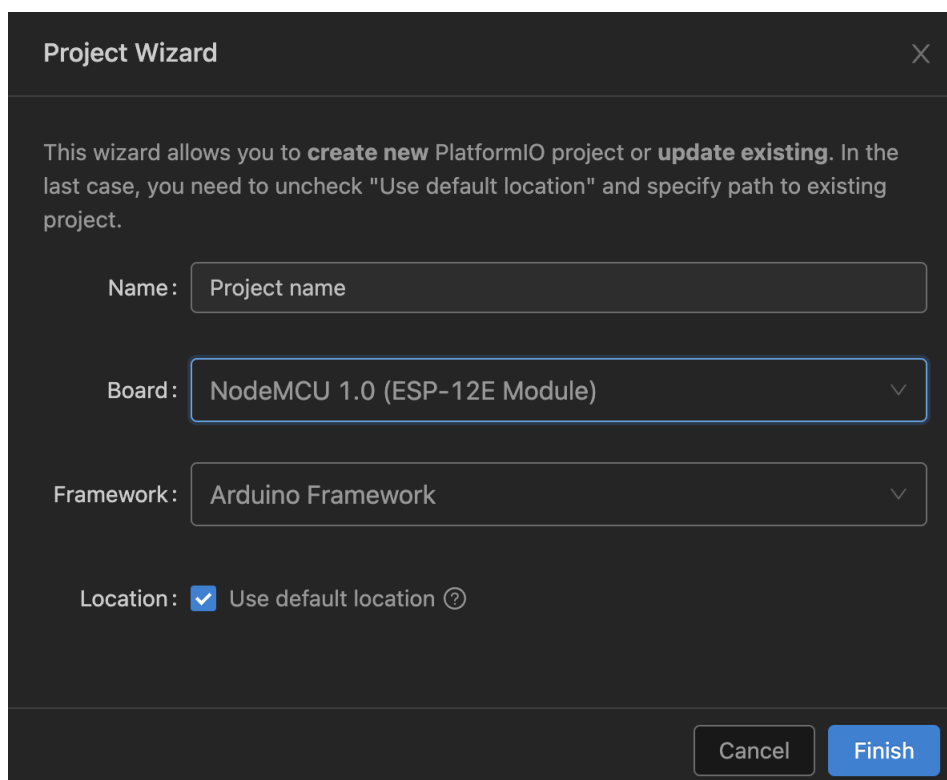 Project Wizard
This wizard allows you to create new PlatformIO project or update existing. In the
last case, you need to uncheck "Use default location" and specify path to existing
project.
Name: Project name
Board: NodeMCU 1.0 (ESP-12E Module)
Framework: Arduino Framework
Location: Use default location ?
Cancel Finish